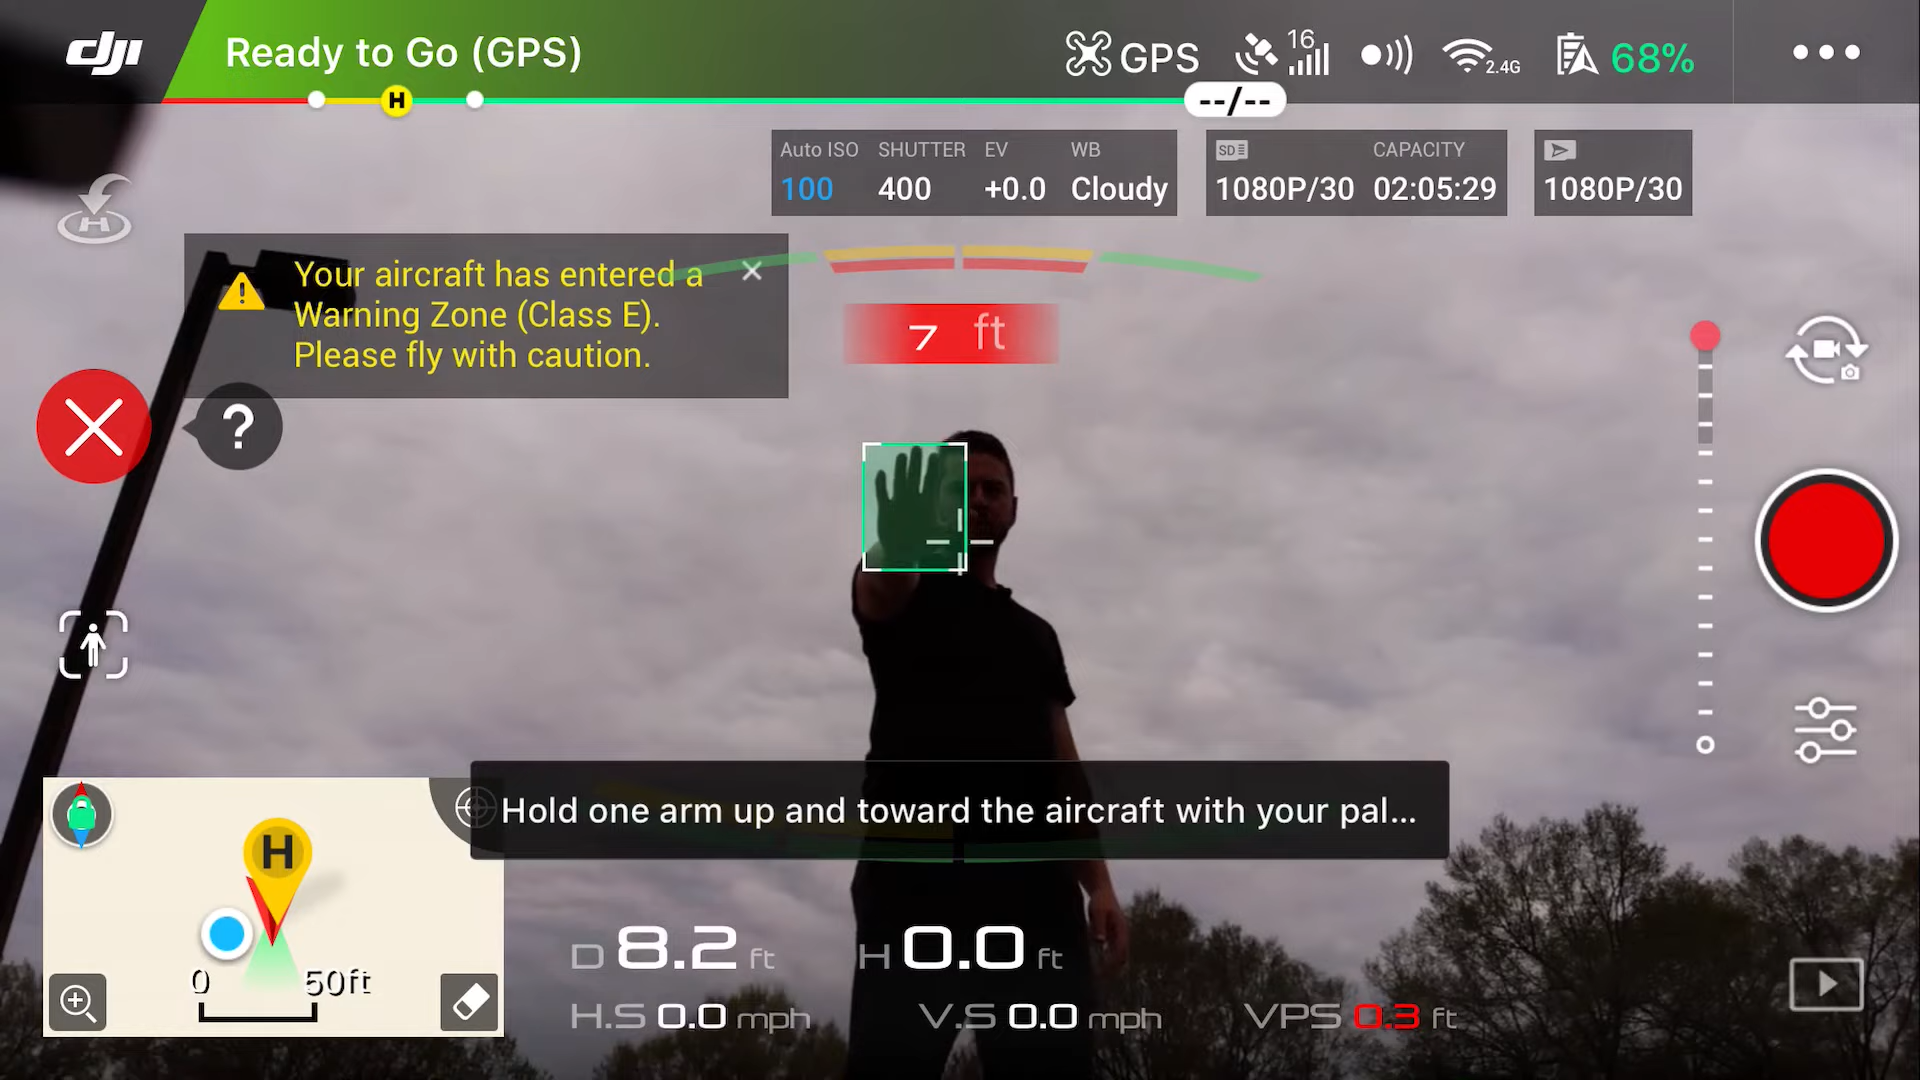 dji
Ready to Go (GPS)
GPS
16
2.4G
68%
H
--/--
Auto ISO SHUTTER EV WB
100 400 +0.0 Cloudy
SD CAPACITY
1080P/30 02:05:29
1080P/30
H
Your aircraft has entered a
Warning Zone (Class E).
Please fly with caution.
7 ft
?
Hold one arm up and toward the aircraft with your pal...
H
0 50ft
D 8.2 ft H 0.0 ft
H.S 0.0 mph V.S 0.0 mph VPS 0.3 ft